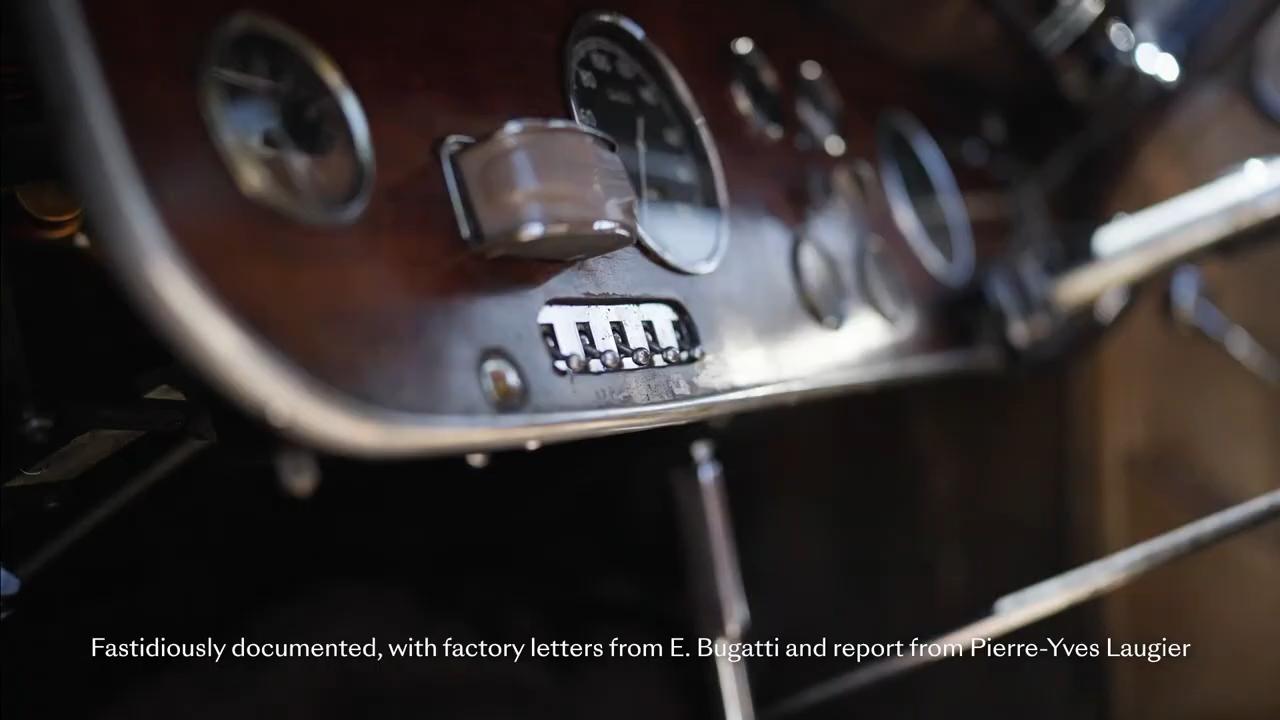 Fastidiously documented, with factory letters from E. Bugatti and report from Pierre-Yves Laugier